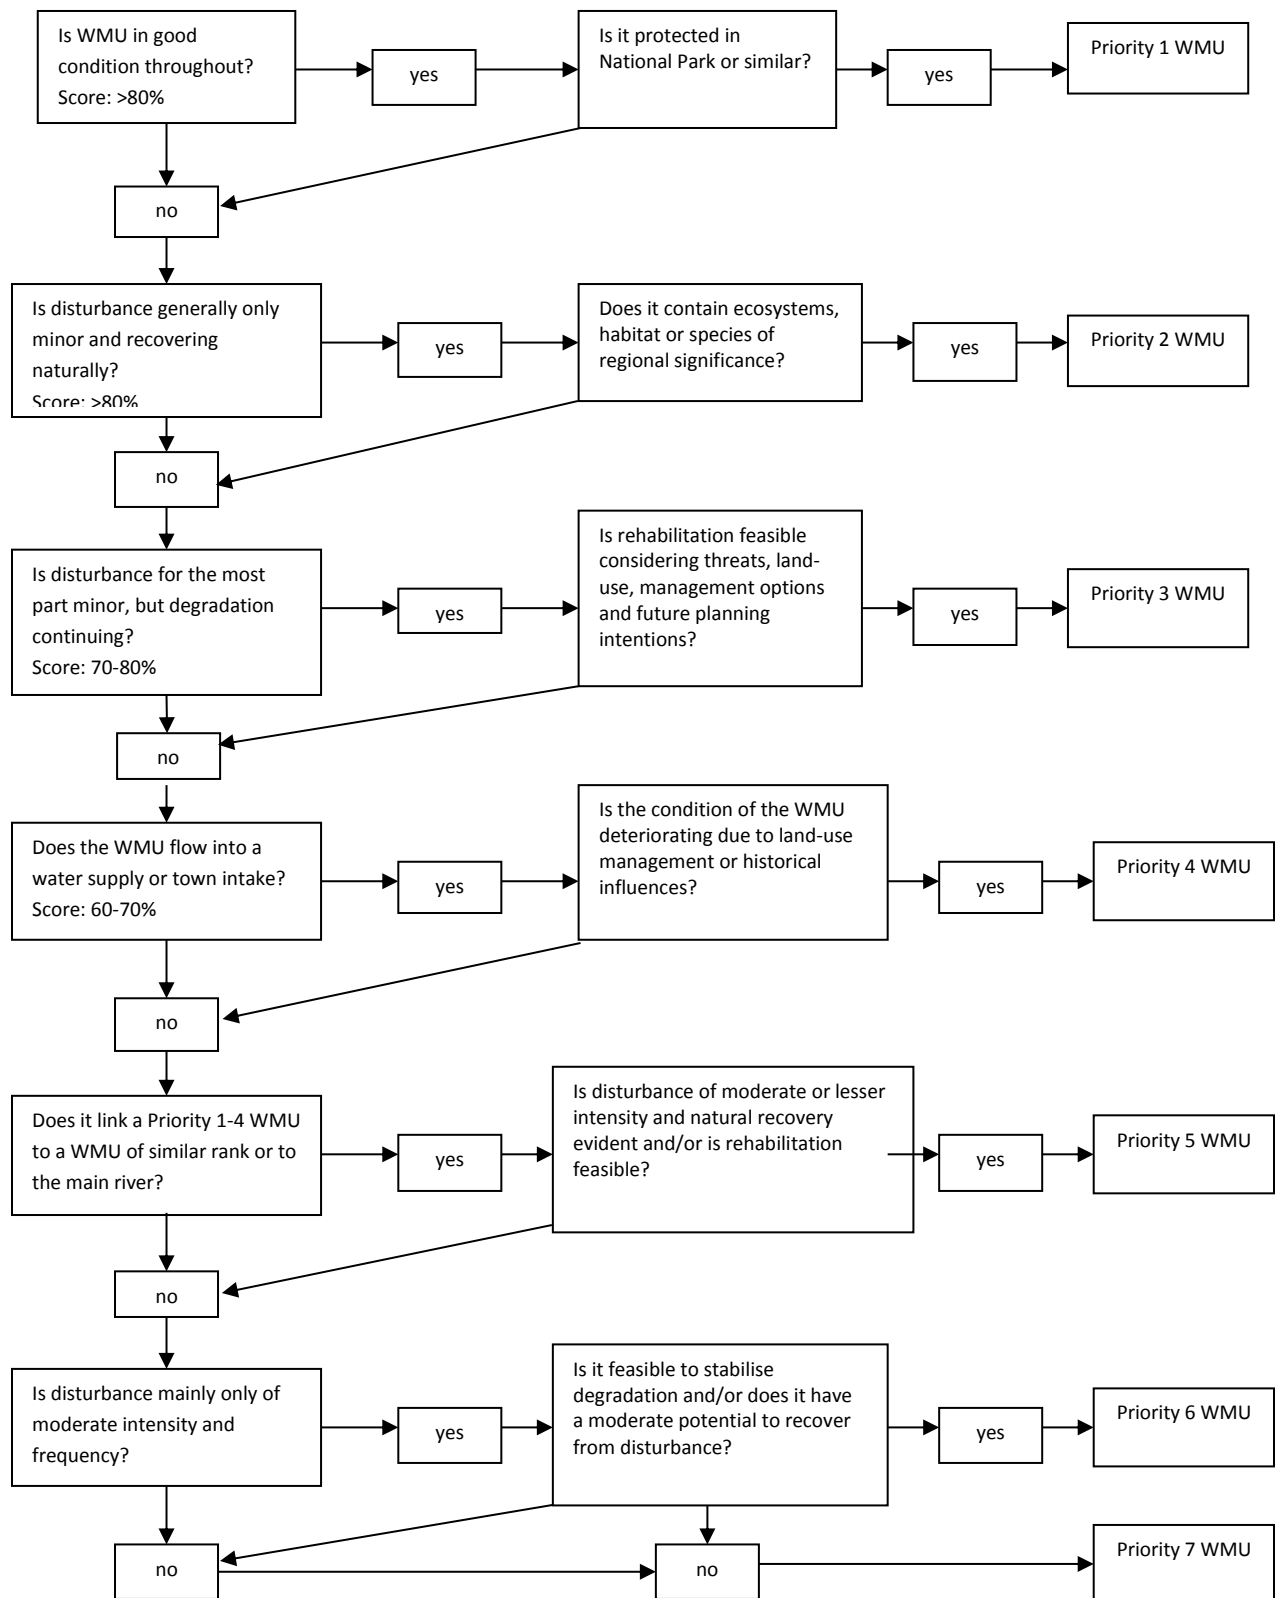 Is WMU in good
condition throughout?
Score: >80%
yes
Is it protected in
National Park or similar?
yes
Priority 1 WMU
no
Is disturbance generally only
minor and recovering
naturally?
Score: >80%
yes
Does it contain ecosystems,
habitat or species of
regional significance?
yes
Priority 2 WMU
no
Is disturbance for the most
part minor, but degradation
continuing?
Score: 70-80%
yes
Is rehabilitation feasible
considering threats, land-
use, management options
and future planning
intentions?
yes
Priority 3 WMU
no
Does the WMU flow into a
water supply or town intake?
Score: 60-70%
yes
Is the condition of the WMU
deteriorating due to land-use
management or historical
influences?
yes
Priority 4 WMU
no
Does it link a Priority 1-4 WMU
to a WMU of similar rank or to
the main river?
yes
Is disturbance of moderate or lesser
intensity and natural recovery
evident and/or is rehabilitation
feasible?
yes
Priority 5 WMU
no
Is disturbance mainly only of
moderate intensity and
frequency?
yes
Is it feasible to stabilise
degradation and/or does it have
a moderate potential to recover
from disturbance?
yes
Priority 6 WMU
no
no
Priority 7 WMU